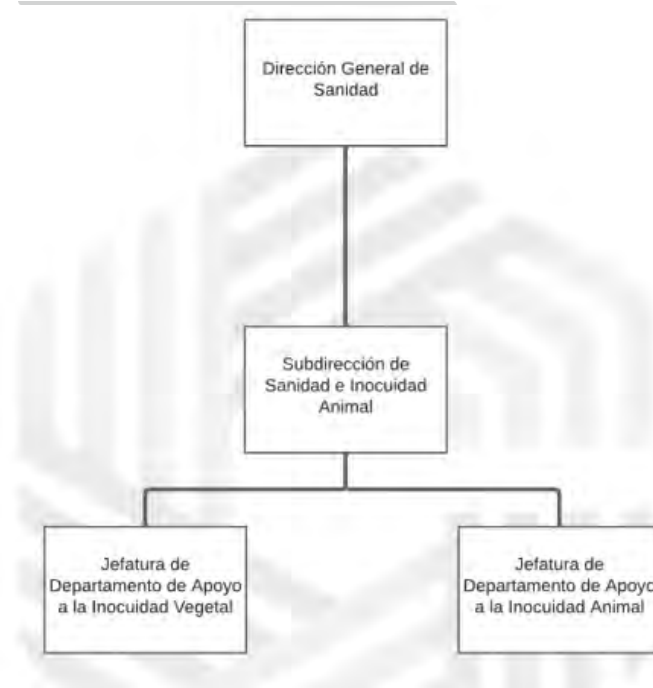 Dirección General de
Sanidad
Subdirección de
Sanidad e Inocuidad
Animal
Jefatura de
Departamento de Apoyo
a la Inocuidad Vegetal
Jefatura de
Departamento de Apoyo
a la Inocuidad Animal